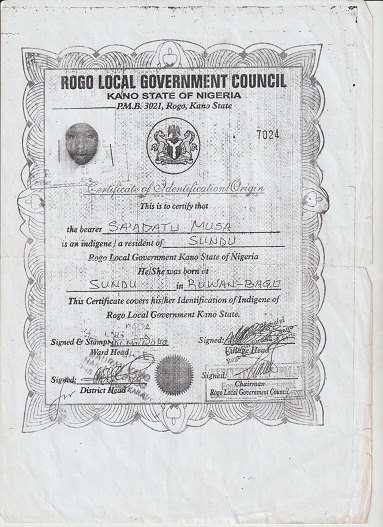 ROGO LOCAL GOVERNMENT COUNCIL
KANO STATE OF NIGERIA
P.M.B. 3021, Rogo, Kano State
7024
Certificate of Identification/Origin
This is to certify that
the bearer SA'ADATU MUSA
is an indigene / a resident of SUNDU
Rogo Local Government Kano State of Nigeria
He/She was born at
SUNDU in RUWAN-BAGO
This Certificate covers his/her Identification of Indigene of
Rogo Local Government Kano State.
Signed & Stamp
Ward Head
Signed:
Village Head
Signed:
District Head
Signed:
Chairman
Rogo Local Government Council